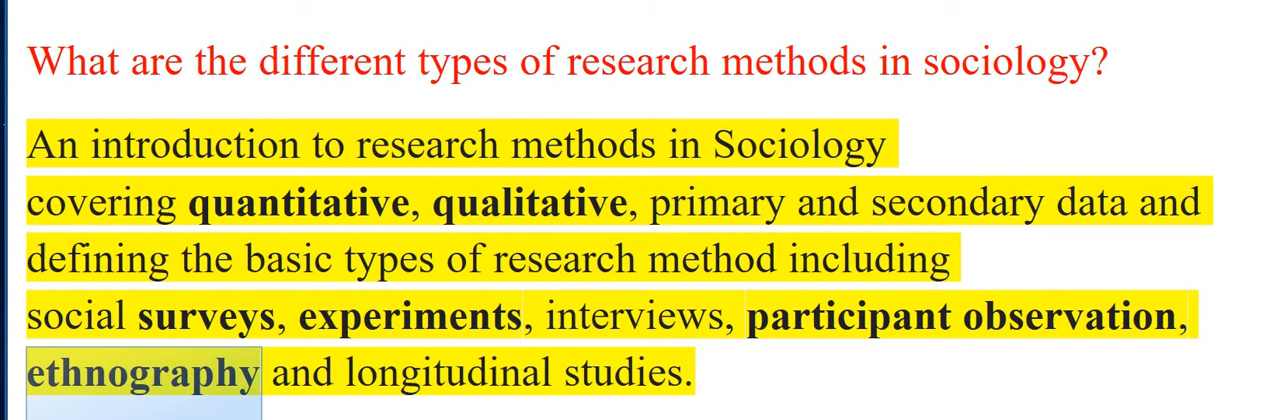 What are the different types of research methods in sociology?
An introduction to research methods in Sociology
covering quantitative, qualitative, primary and secondary data and
defining the basic types of research method including
social surveys, experiments, interviews, participant observation,
ethnography and longitudinal studies.